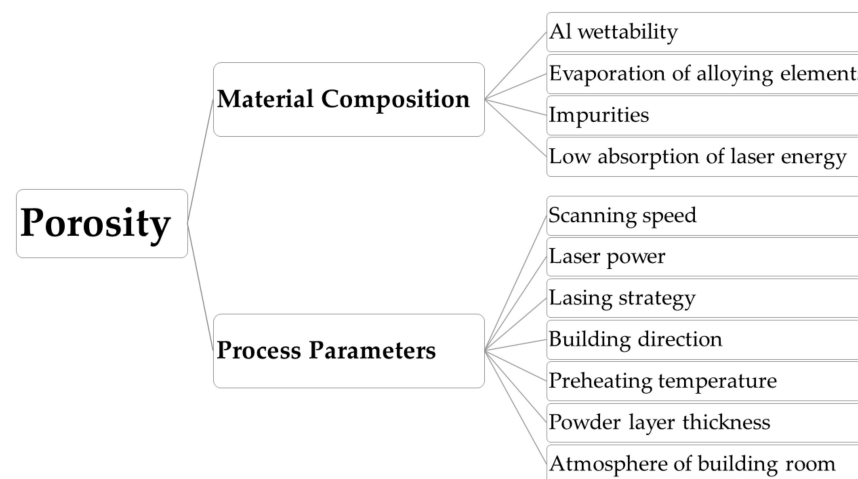 Porosity
Material Composition
Al wettability
Evaporation of alloying element
Impurities
Low absorption of laser energy
Process Parameters
Scanning speed
Laser power
Lasing strategy
Building direction
Preheating temperature
Powder layer thickness
Atmosphere of building room